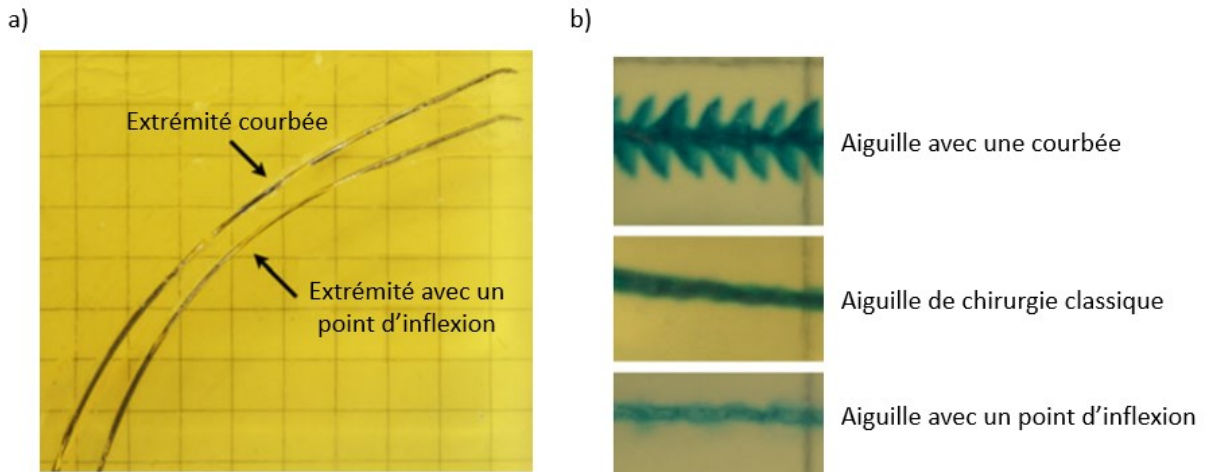 a)
b)
Extrémité courbée
Extrémité avec un
point d'inflexion
Aiguille avec une courbée
Aiguille de chirurgie classique
Aiguille avec un point d'inflexion